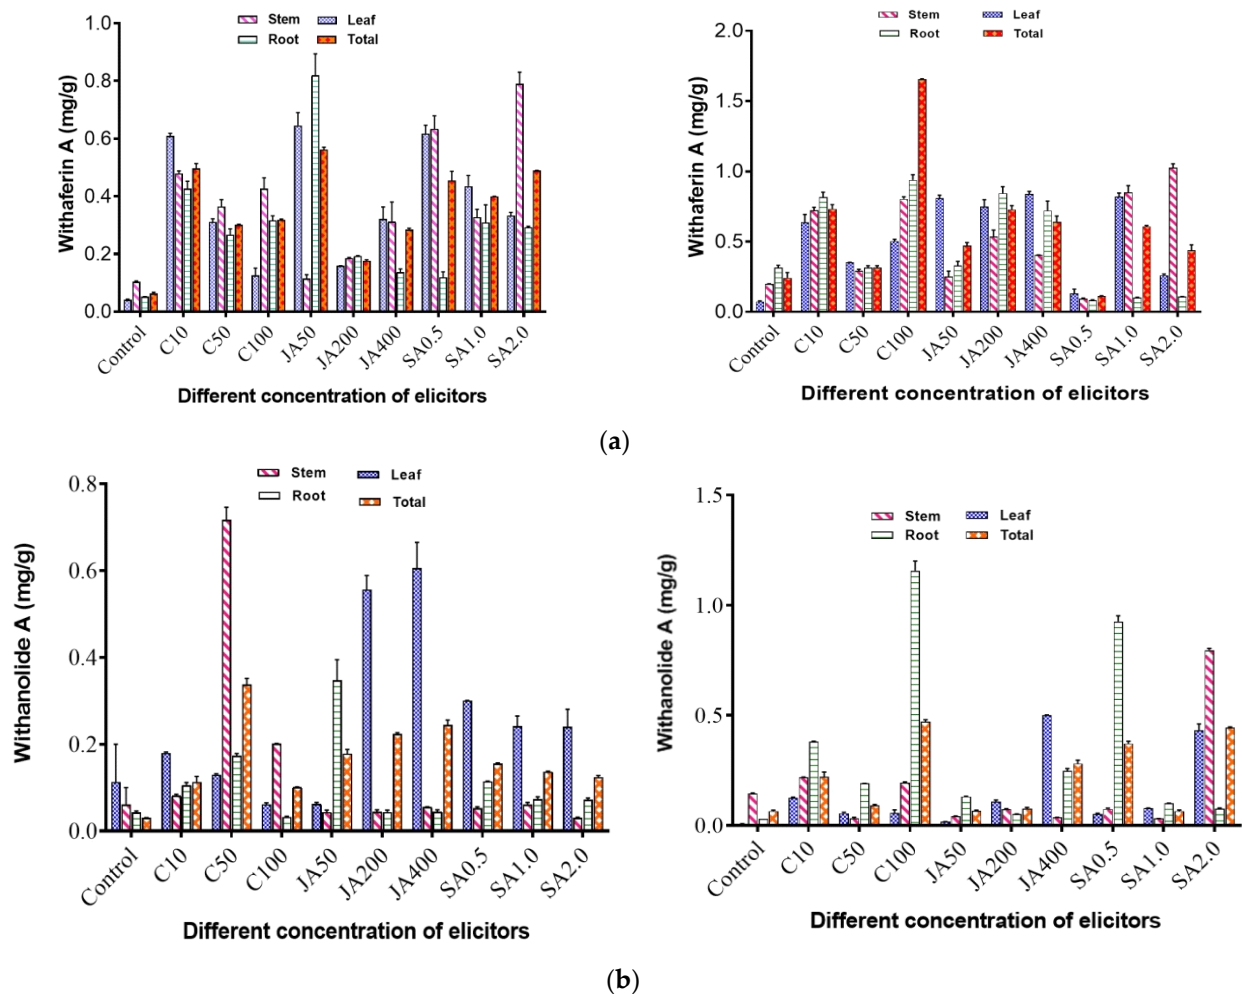 Stem Leaf
Root Total
1.0
0.8
0.6
0.4
0.2
0.0
Withaferin A (mg/g)
Control C10 C50 C100 JA50 JA200 JA400 SA0.5 SA1.0 SA2.0
Different concentration of elicitors
Stem Leaf
Root Total
2.0
1.5
1.0
0.5
0.0
Withaferin A (mg/g)
Control C10 C50 C100 JA50 JA200 JA400 SA0.5 SA1.0 SA2.0
Different concentration of elicitors
(a)
Stem Leaf
Root Total
0.8
0.6
0.4
0.2
0.0
Withanolide A (mg/g)
Control C10 C50 C100 JA50 JA200 JA400 SA0.5 SA1.0 SA2.0
Different concentration of elicitors
Stem Leaf
Root Total
1.5
1.0
0.5
0.0
Withanolide A (mg/g)
Control C10 C50 C100 JA50 JA200 JA400 SA0.5 SA1.0 SA2.0
Different concentration of elicitors
(b)